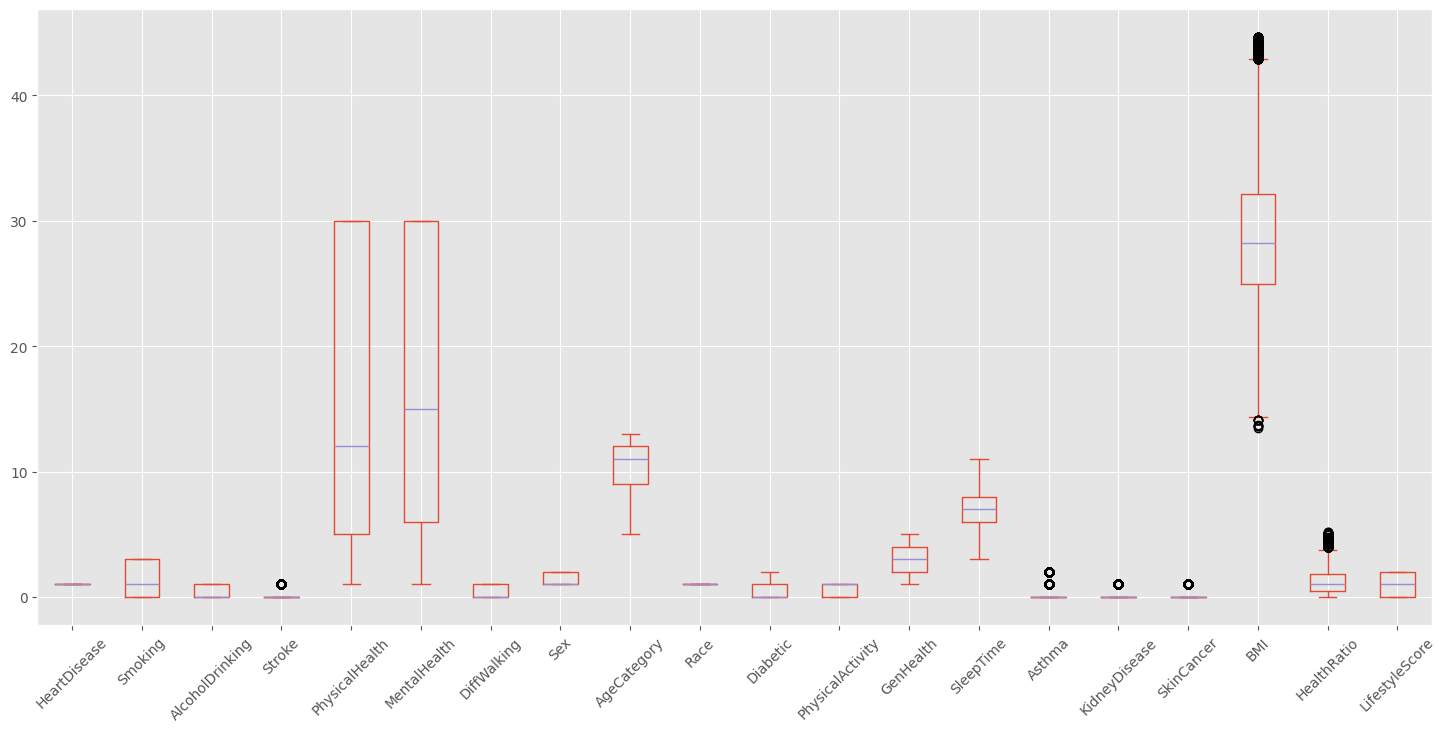 40
30
20
10
0
HeartDisease
Smoking
AlcoholDrinking
Stroke
PhysicalHealth
MentalHealth
DiffWalking
Sex
AgeCategory
Race
Diabetic
PhysicalActivity
GenHealth
SleepTime
Asthma
KidneyDisease
SkinCancer
BMI
HealthRatio
LifestyleScore